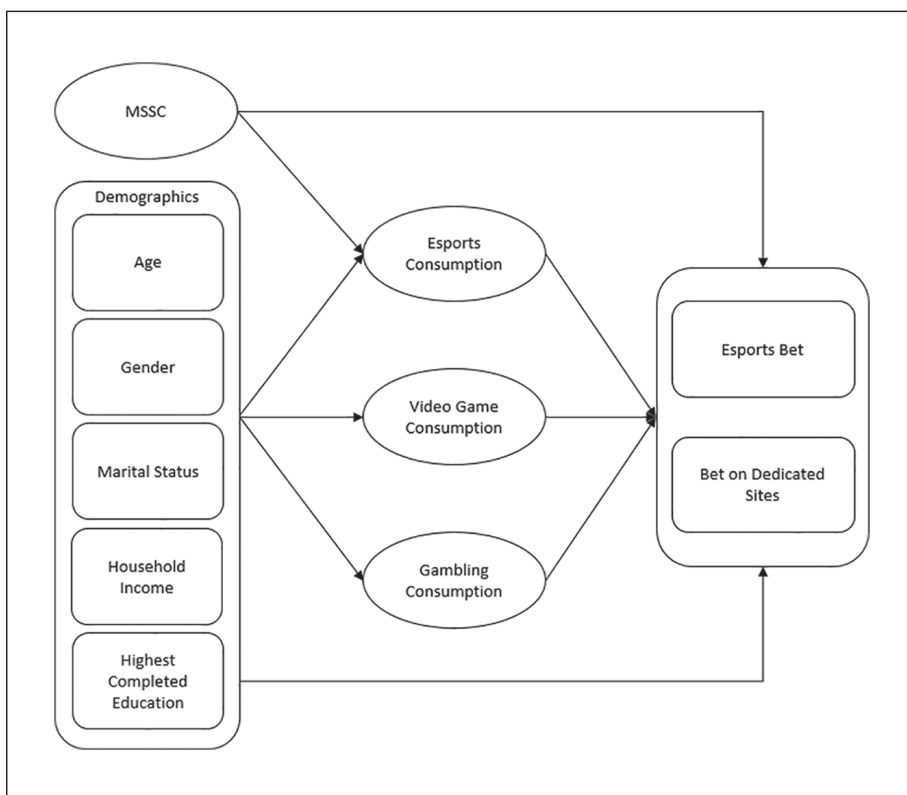 MSSC
Demographics
Age
Gender
Marital Status
Household
Income
Highest
Completed
Education
Esports
Consumption
Video Game
Consumption
Gambling
Consumption
Esports Bet
Bet on Dedicated
Sites